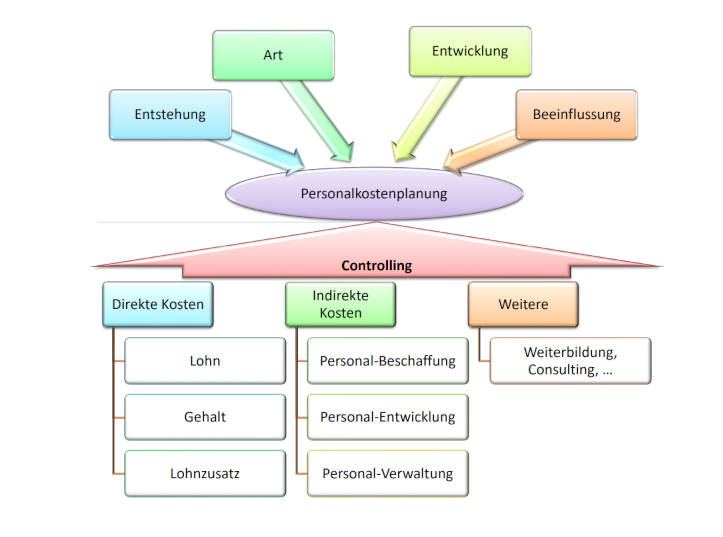 Art
Entwicklung
Entstehung
Beeinflussung
Personalkostenplanung
Controlling
Direkte Kosten
Indirekte
Kosten
Weitere
Lohn
Personal-Beschaffung
Weiterbildung,
Consulting, ...
Gehalt
Personal-Entwicklung
Lohnzusatz
Personal-Verwaltung